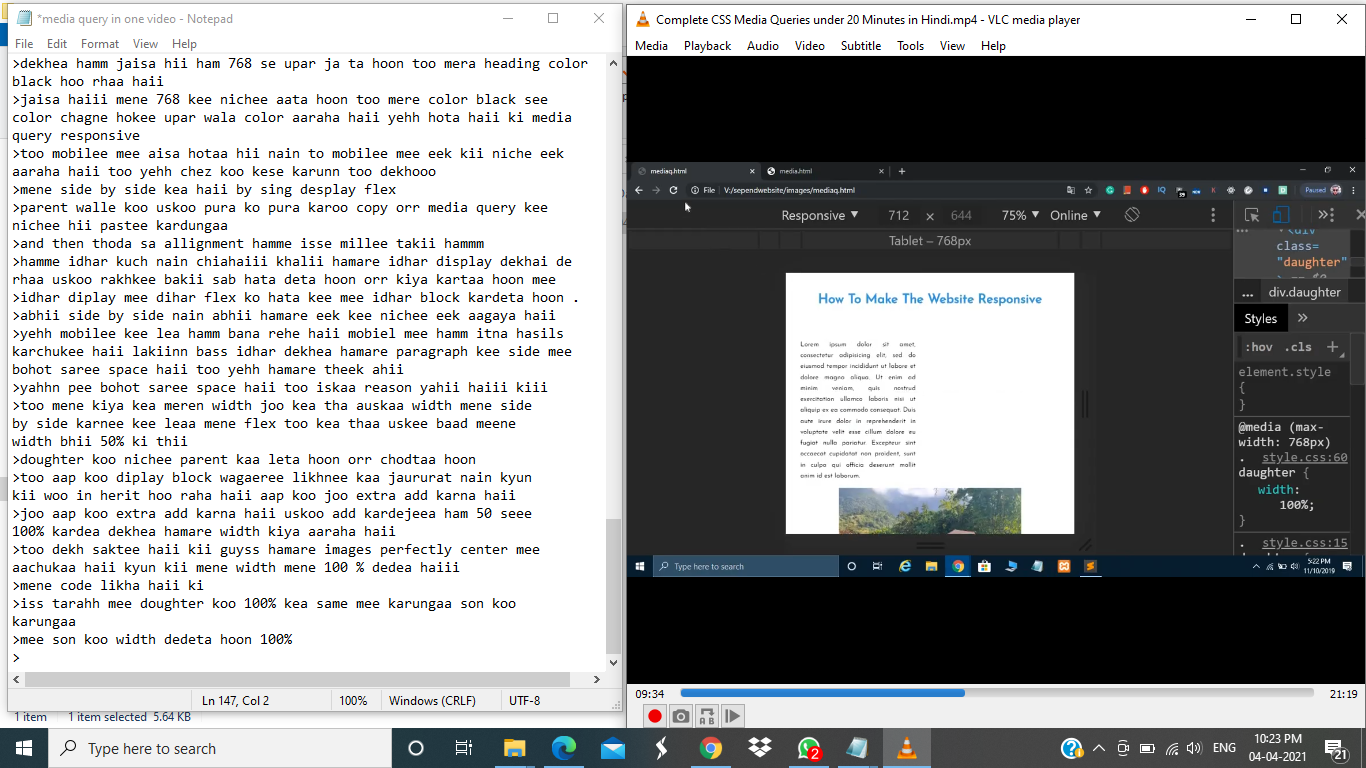 *media query in one video - Notepad
File Edit Format View Help
>dekhea hamm jaisa hii ham 768 se upar ja ta hoon too mera heading color
black hoo rhaa haii
>jaisa haiii mene 768 kee nichee aata hoon too mere color black see
color chagne hokee upar wala color aaraha haii yehh hota haii ki media
query responsive
>too mobilee mee aisa hotaa hii nain to mobilee mee eek kii niche eek
aaraha haii too yehh chez koo kese karunn too dekhooo
>mene side by side kea haii by sing desplay flex
>parent walle koo uskoo pura ko pura karoo copy orr media query kee
nichee hii pastee kardungaa
>and then thoda sa allignment hamme isse millee takii hammm
>hamme idhar kuch nain chiahaiii khalii hamare idhar display dekhai de
rhaa uskoo rakhkee bakii sab hata deta hoon orr kiya kartaa hoon mee
>idhar diplay mee dihar flex ko hata kee mee idhar block kardeta hoon .
>abhii side by side nain abhii hamare eek kee nichee eek aagaya haii
>yehh mobilee kee lea hamm bana rehe haii mobiel mee hamm itna hasils
karchukee haii lakiinn bass idhar dekhea hamare paragraph kee side mee
bohot saree space haii too yehh hamare theek ahii
>yahhn pee bohot saree space haii too iskaa reason yahii haiii kiii
>too mene kiya kea meren width joo kea tha auskaa width mene side
by side karnee kee leaa mene flex too kea thaa uskee baad meene
width bhii 50% ki thii
>doughter koo nichee parent kaa leta hoon orr chodtaa hoon
>too aap koo diplay block wagaeree likhnee kaa jaururat nain kyun
kii woo in herit hoo raha haii aap koo joo extra add karna haii
>joo aap koo extra add karna haii uskoo add kardejeea ham 50 seee
100% kardea dekhea hamare width kiya aaraha haii
>too dekh saktee haii kii guyss hamare images perfectly center mee
aachukaa haii kyun kii mene width mene 100 % dedea haiii
>mene code likha haii ki
>iss tarahh mee doughter koo 100% kea same mee karungaa son koo
karungaa
>mee son koo width dedeta hoon 100%
>
Ln 147, Col 2 100% Windows (CRLF) UTF-8
1 item 1 item selected 5.64 KB
Complete CSS Media Queries under 20 Minutes in Hindi.mp4 - VLC media player
Media Playback Audio Video Subtitle Tools View Help
mediaq.html media.html
File V:/sependwebsite/images/mediaq.html Paused
Responsive 712 × 644 75% Online
Tablet – 768px
How To Make The Website Responsive
Lorem ipsum dolor sit amet,
consectetur adipisicing elit, sed do
eiusmod tempor incididunt ut labore et
dolore magna aliqua. Ut enim ad
minim veniam, quis nostrud
exercitation ullamco laboris nisi ut
aliquip ex ea commodo consequat. Duis
aute irure dolor in reprehenderit in
voluptate velit esse cillum dolore eu
fugiat nulla pariatur. Excepteur sint
occaecat cupidatat non proident, sunt
in culpa qui officia deserunt mollit
anim id est laborum.
<div
class=
"daughter"
... div.daughter
Styles
:hov .cls
element.style
{
}
@media (max-
width: 768px)
. style.css:60
daughter {
width:
100%;
}
. style.css:15
Type here to search
5:22 PM
11/10/2019
09:34 21:19
Type here to search
2
ENG
10:23 PM
04-04-2021
21